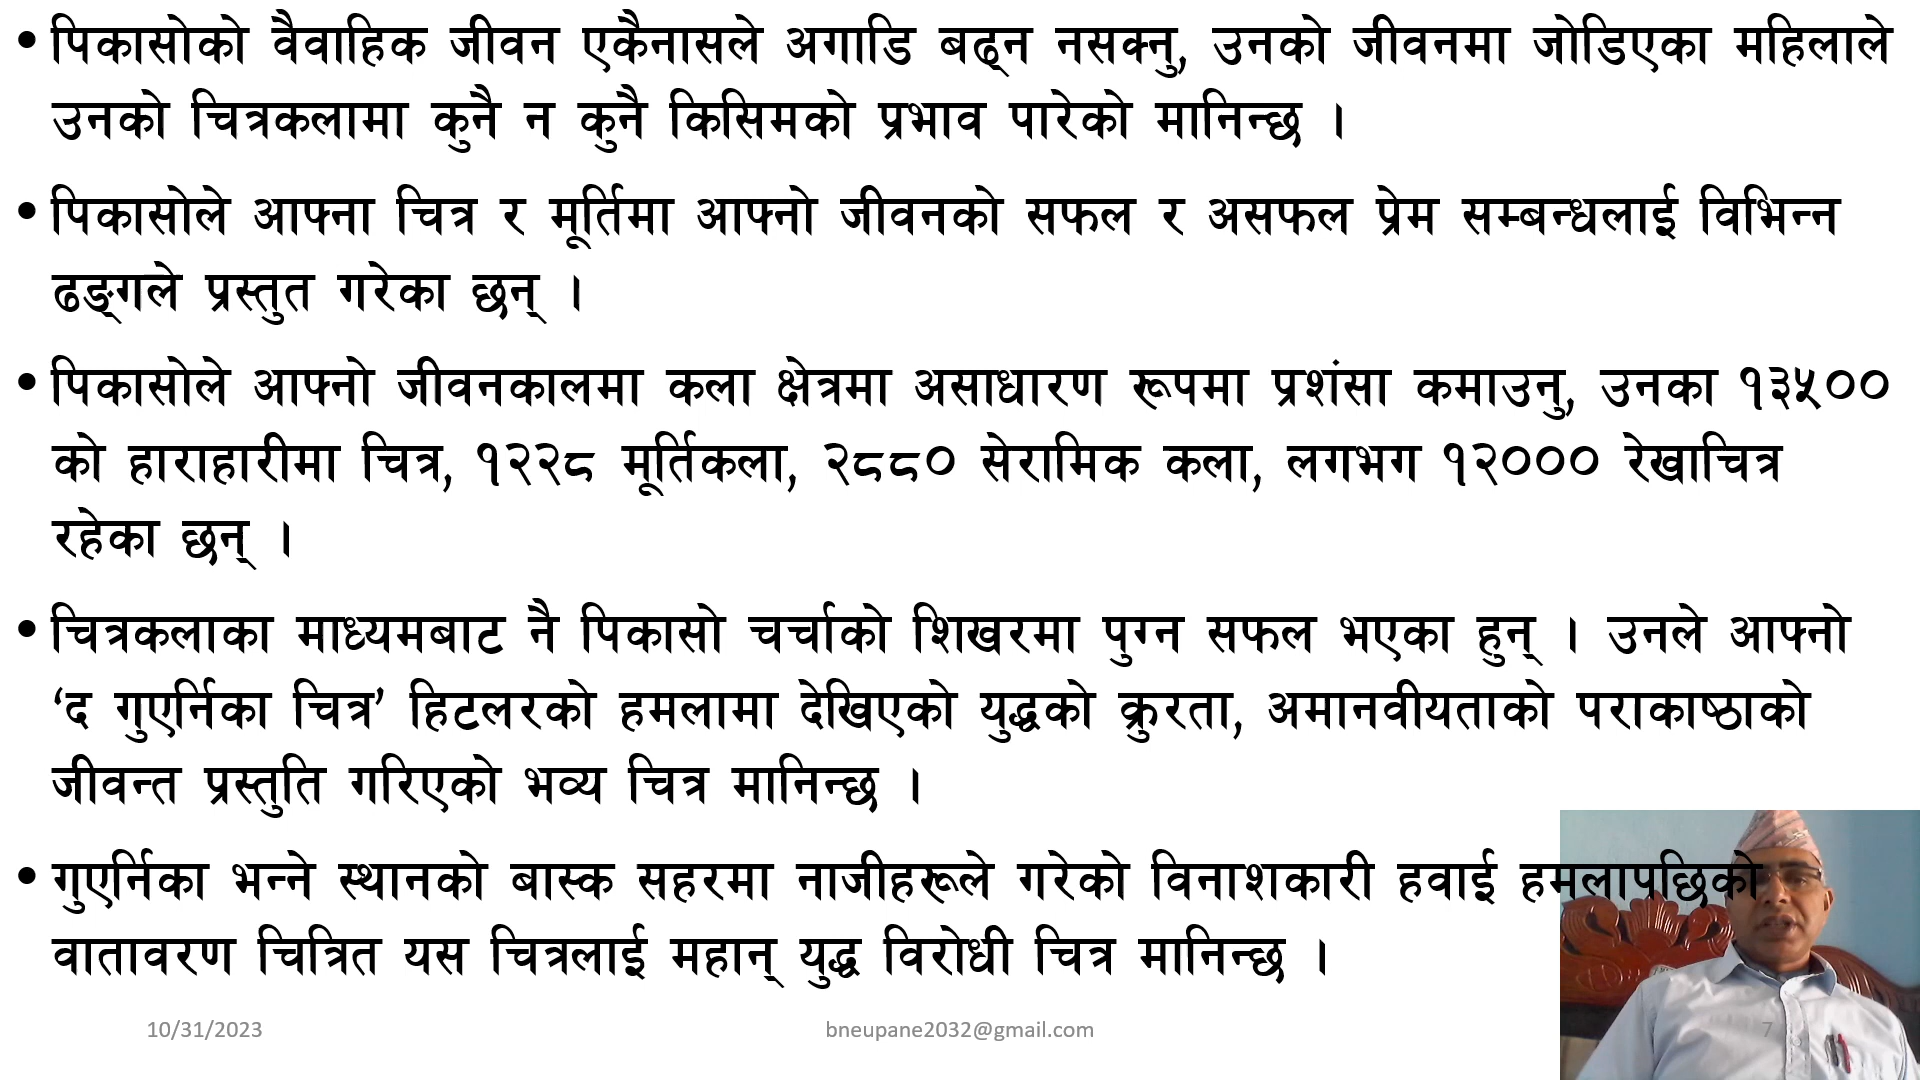 • पिकासोको वैवाहिक जीवन एकैनासले अगाडि बढ्न नसक्नु, उनको जीवनमा जोडिएका महिलाले
उनको चित्रकलामा कुनै न कुनै किसिमको प्रभाव पारेको मानिन्छ ।
• पिकासोले आफ्ना चित्र र मूर्तिमा आफ्नो जीवनको सफल र असफल प्रेम सम्बन्धलाई विभिन्न
ढङ्गले प्रस्तुत गरेका छन् ।
• पिकासोले आफ्नो जीवनकालमा कला क्षेत्रमा असाधारण रूपमा प्रशंसा कमाउनु, उनका १३५००
को हाराहारीमा चित्र, १२२८ मूर्तिकला, २८८० सेरामिक कला, लगभग १२००० रेखाचित्र
रहेका छन् ।
• चित्रकलाका माध्यमबाट नै पिकासो चर्चाको शिखरमा पुग्न सफल भएका हुन् । उनले आफ्नो
‘द गुएर्निका चित्र’ हिटलरको हमलामा देखिएको युद्धको क्रुरता, अमानवीयताको पराकाष्ठाको
जीवन्त प्रस्तुति गरिएको भव्य चित्र मानिन्छ ।
• गुएर्निका भन्ने स्थानको बास्क सहरमा नाजीहरूले गरेको विनाशकारी हवाई हमलापछिको
वातावरण चित्रित यस चित्रलाई महान् युद्ध विरोधी चित्र मानिन्छ ।
10/31/2023 bneupane2032@gmail.com 7